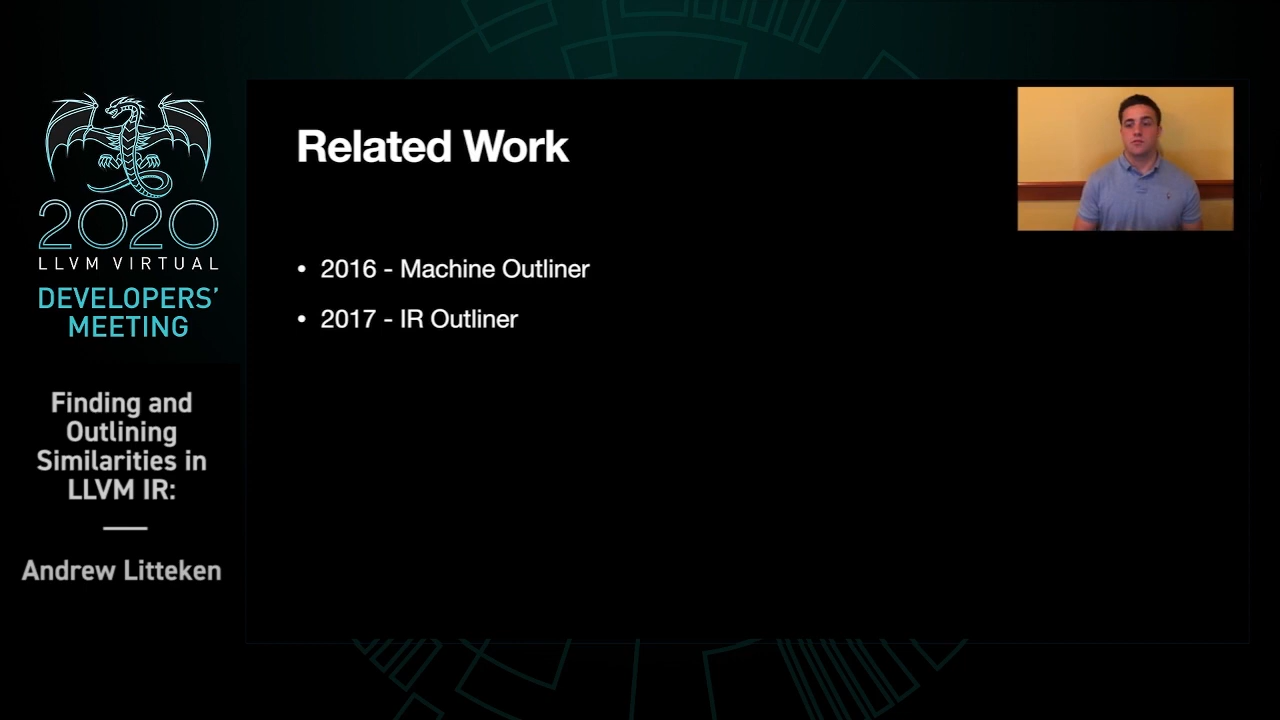 2020
LLVM VIRTUAL
DEVELOPERS'
MEETING
Finding and
Outlining
Similarities in
LLVM IR:
Andrew Litteken
Related Work
• 2016 - Machine Outliner
• 2017 - IR Outliner